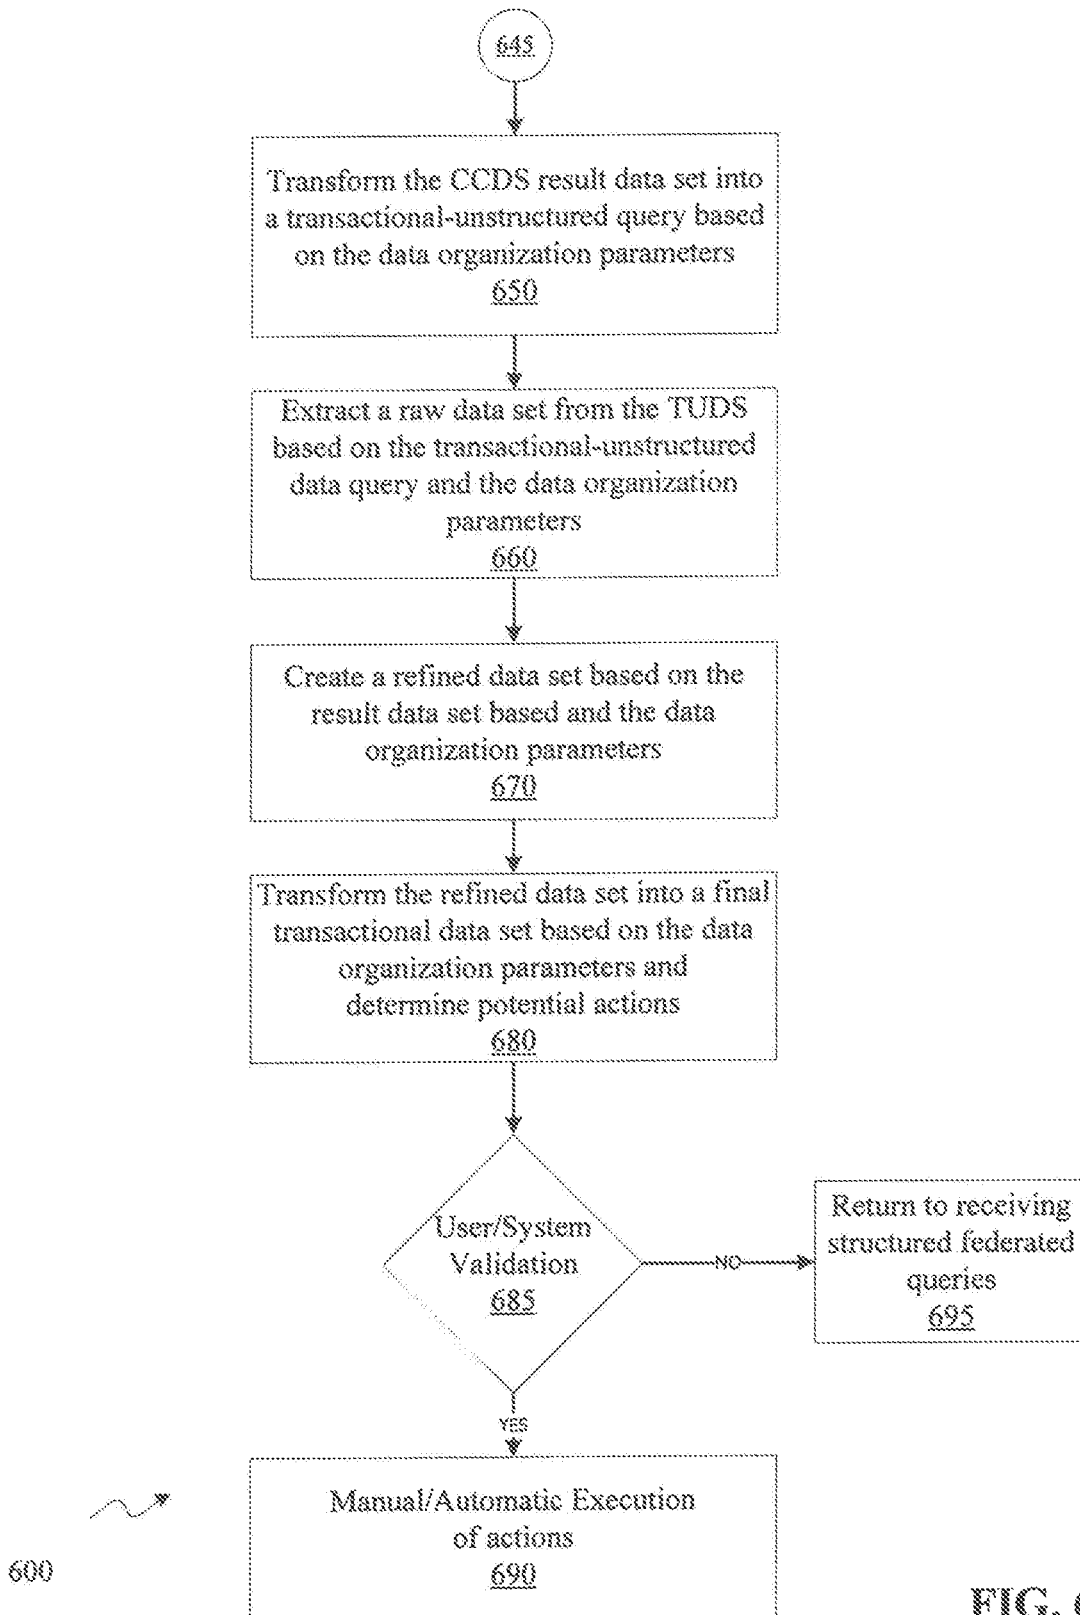 645
Transform the CCDS result data set into
a transactional-unstructured query based
on the data organization parameters
650
Extract a raw data set from the TUDS
based on the transactional-unstructured
data query and the data organization
parameters
660
Create a refined data set based on the
result data set based and the data
organization parameters
670
Transform the refined data set into a final
transactional data set based on the data
organization parameters and
determine potential actions
680
User/System
Validation
685
NO
Return to receiving
structured federated
queries
695
YES
Manual/Automatic Execution
of actions
690
600
FIG.